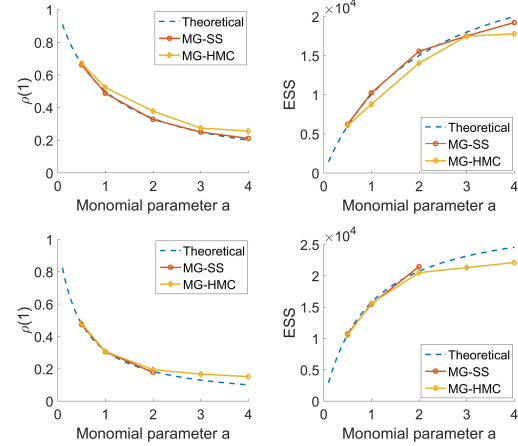 1
0.8
0.6
0.4
0.2
0
ρ(1)
Theoretical
MG-SS
MG-HMC
0 1 2 3 4
Monomial parameter a
×10⁴
2
1.5
1
0.5
0
ESS
Theoretical
MG-SS
MG-HMC
0 1 2 3 4
Monomial parameter a
1
0.8
0.6
0.4
0.2
0
ρ(1)
Theoretical
MG-SS
MG-HMC
0 1 2 3 4
Monomial parameter a
×10⁴
2.5
2
1.5
1
0.5
0
ESS
Theoretical
MG-SS
MG-HMC
0 1 2 3 4
Monomial parameter a